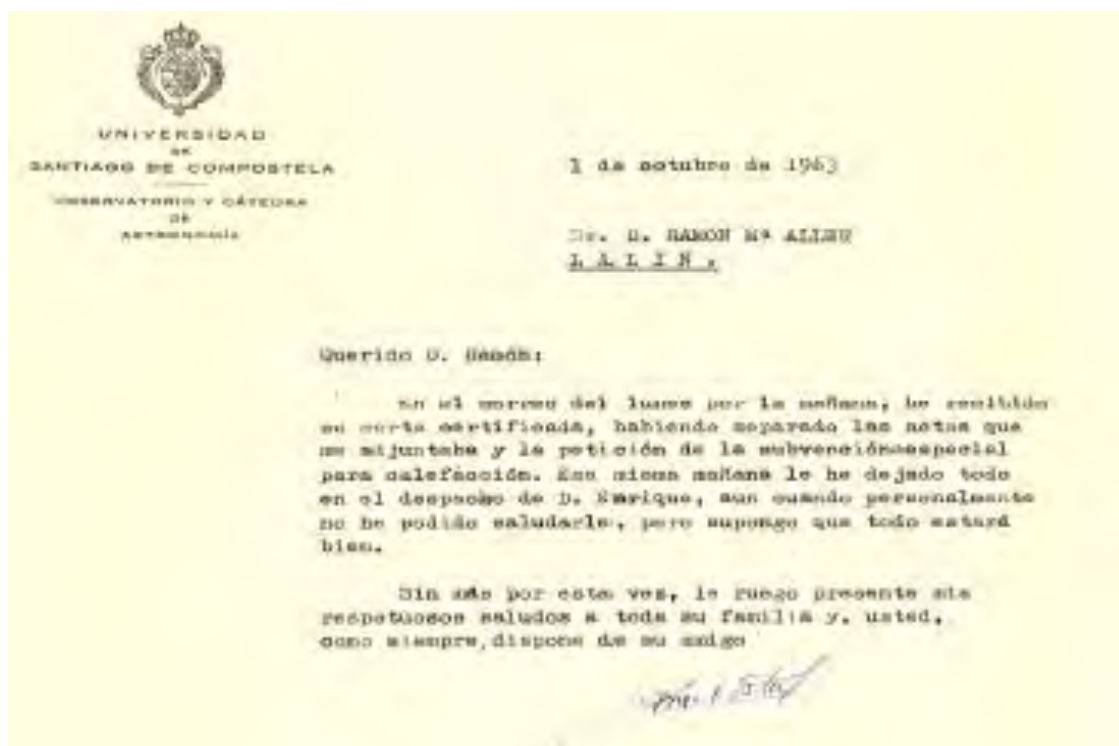 UNIVERSIDAD
DE
SANTIAGO DE COMPOSTELA
OBSERVATORIO Y CÁTEDRA
DE
ASTRONOMÍA
1 de octubre de 1963
Dr. D. RAMON Mª ALLER
L A L I N .
Querido D. Ramón:
En el correo del lunes por la mañana, he recibido
su carta certificada, habiendo separado las notas que
me adjuntaba y la petición de la subvención especial
para calefacción. Esa misma mañana le he dejado todo
en el despacho de D. Enrique, aun cuando personalmente
no he podido saludarle, pero supongo que todo estará
bien.
Sin más por esta vez, le ruego presente mis
respetuosos saludos a toda su familia y, usted,
como siempre, dispone de su amigo